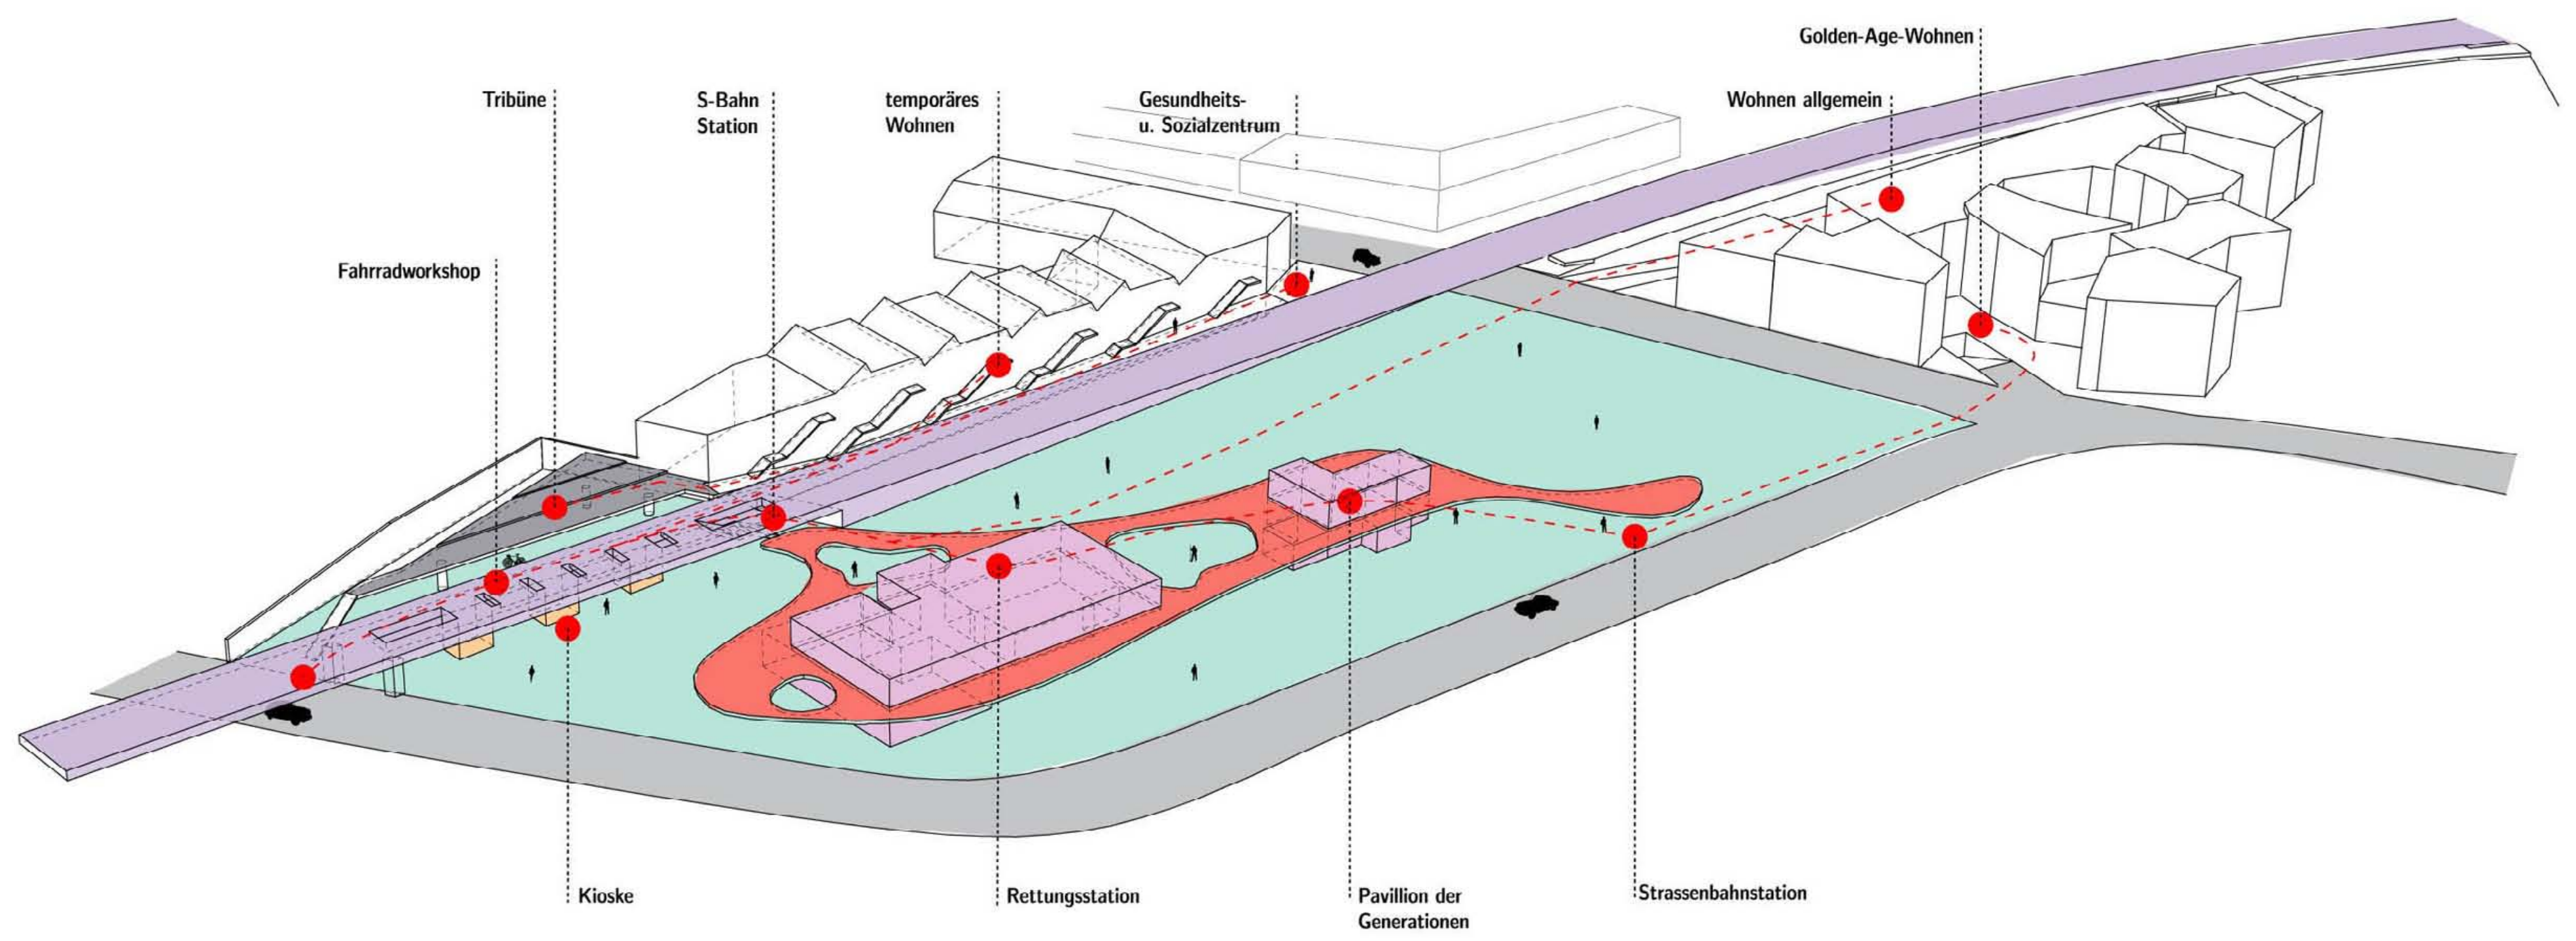 Golden-Age-Wohnen
Tribüne
S-Bahn
Station
temporäres
Wohnen
Gesundheits-
u. Sozialzentrum
Wohnen allgemein
Fahrradworkshop
Kioske
Rettungsstation
Pavillion der
Generationen
Strassenbahnstation